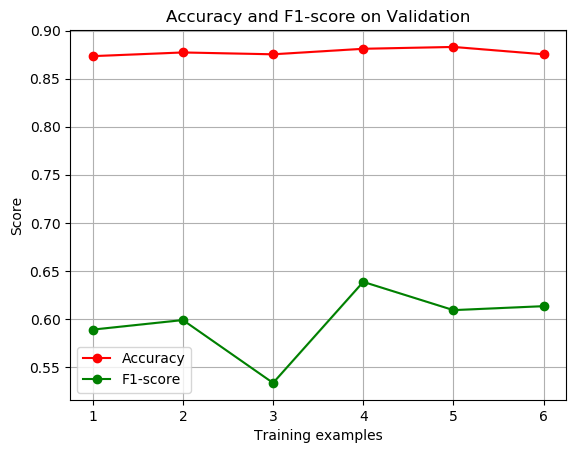 Accuracy and F1-score on Validation
0.90
0.85
0.80
0.75
0.70
0.65
0.60
0.55
Score
Accuracy
F1-score
1 2 3 4 5 6
Training examples